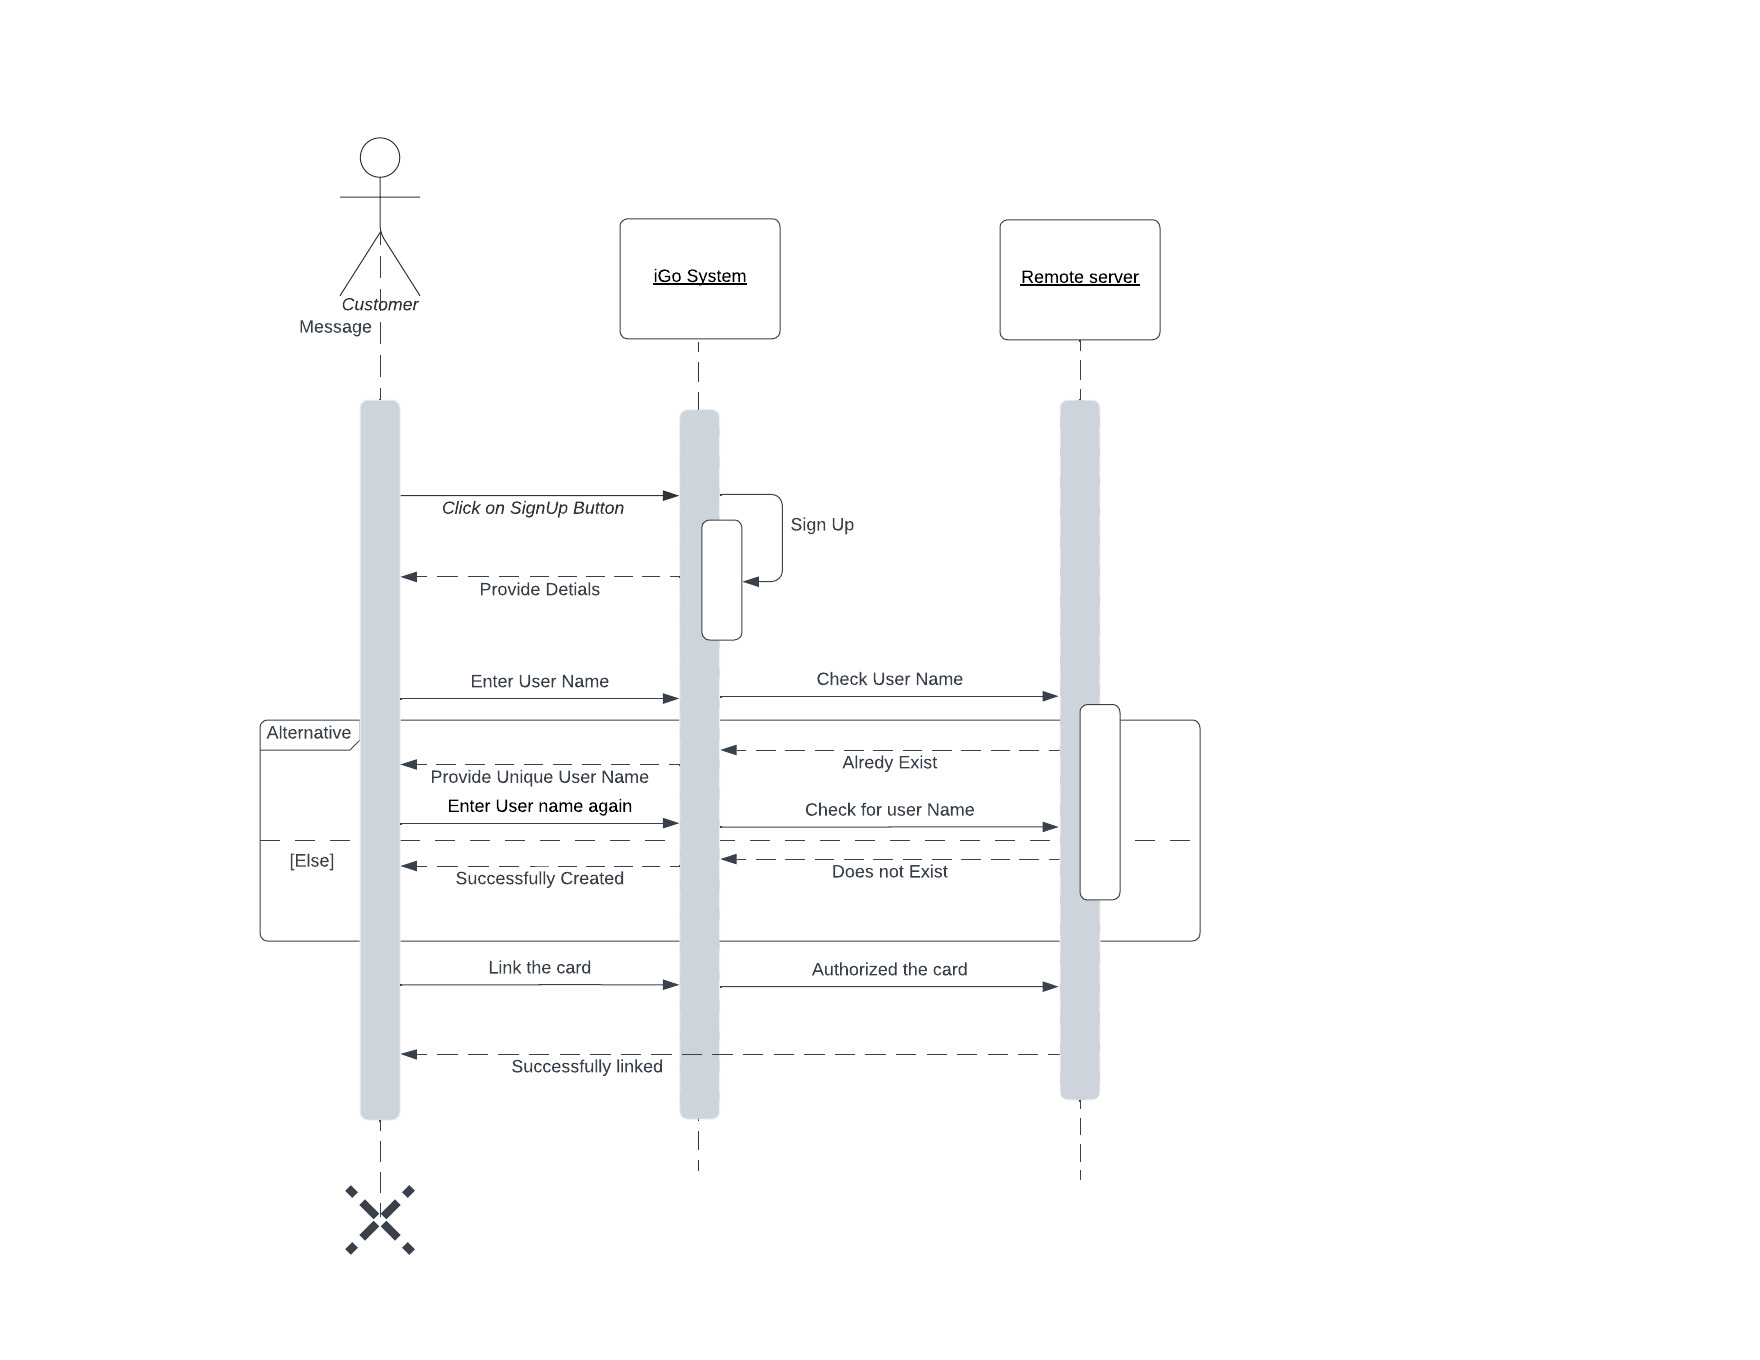 iGo System
Remote server
Customer
Message
Click on SignUp Button
Sign Up
Provide Detials
Enter User Name
Check User Name
Alternative
Alredy Exist
Provide Unique User Name
Enter User name again
Check for user Name
[Else]
Does not Exist
Successfully Created
Link the card
Authorized the card
Successfully linked